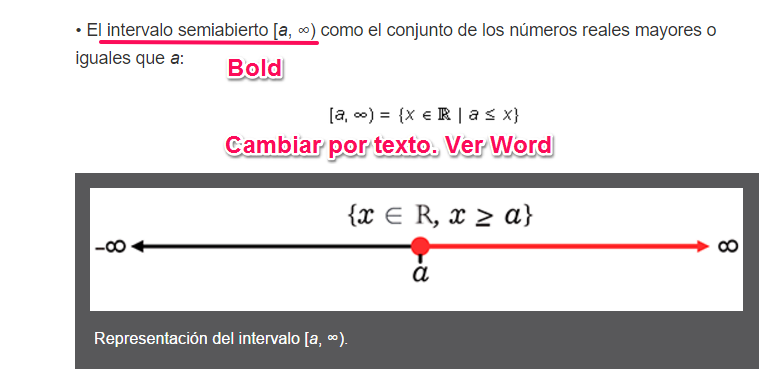 • El intervalo semiabierto [a, ∞) como el conjunto de los números reales mayores o
iguales que a:
Bold
[a, ∞) = {x ∈ ℝ | a ≤ x}
Cambiar por texto. Ver Word
{x ∈ R, x ≥ a}
-∞ ∞
a
Representación del intervalo [a, ∞).